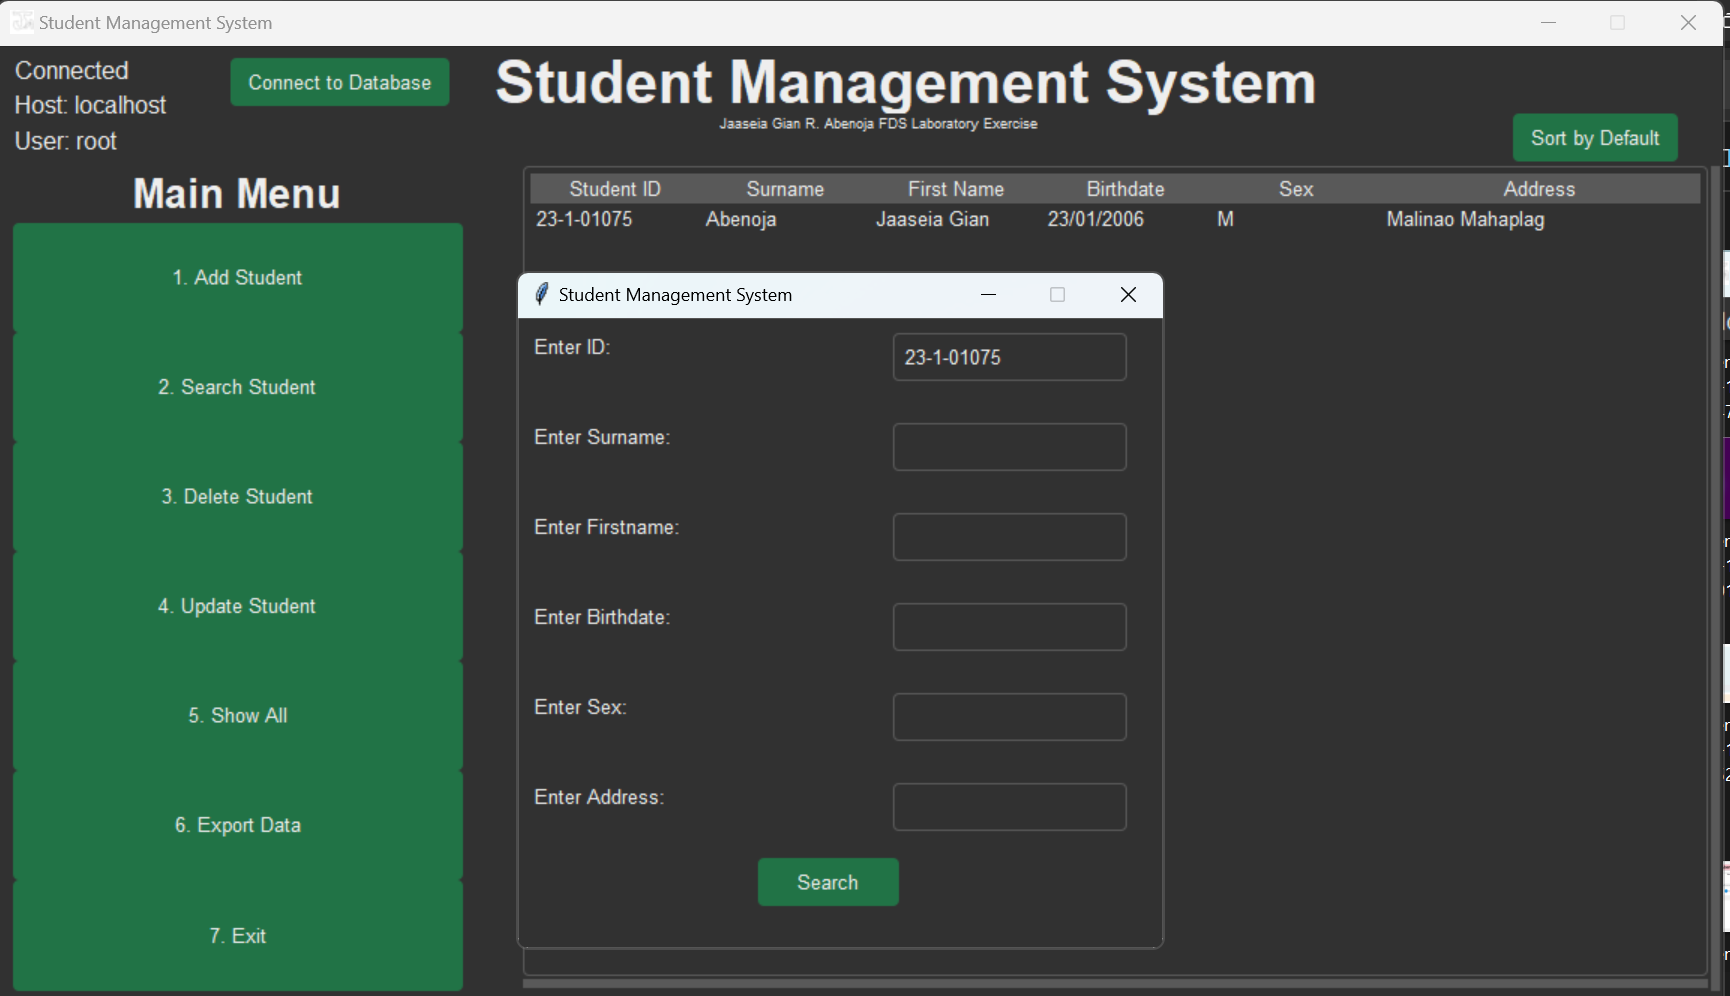 Student Management System
Connected
Host: localhost
User: root
Connect to Database
Student Management System
Jaaseia Gian R. Abenoja FDS Laboratory Exercise
Sort by Default
Main Menu
1. Add Student
2. Search Student
3. Delete Student
4. Update Student
5. Show All
6. Export Data
7. Exit
Student ID Surname First Name Birthdate Sex Address
23-1-01075 Abenoja Jaaseia Gian 23/01/2006 M Malinao Mahaplag
Student Management System
Enter ID: 23-1-01075
Enter Surname:
Enter Firstname:
Enter Birthdate:
Enter Sex:
Enter Address:
Search